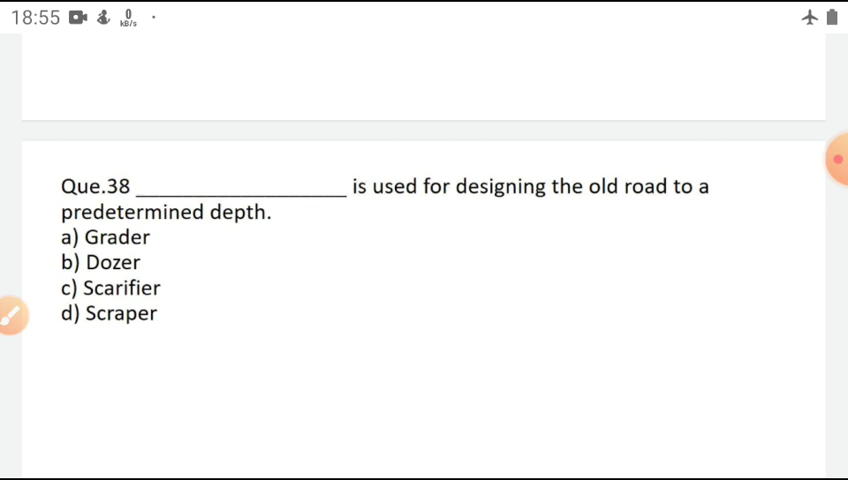 18:55 0 kB/s
Que.38 __________________ is used for designing the old road to a
predetermined depth.
a) Grader
b) Dozer
c) Scarifier
d) Scraper